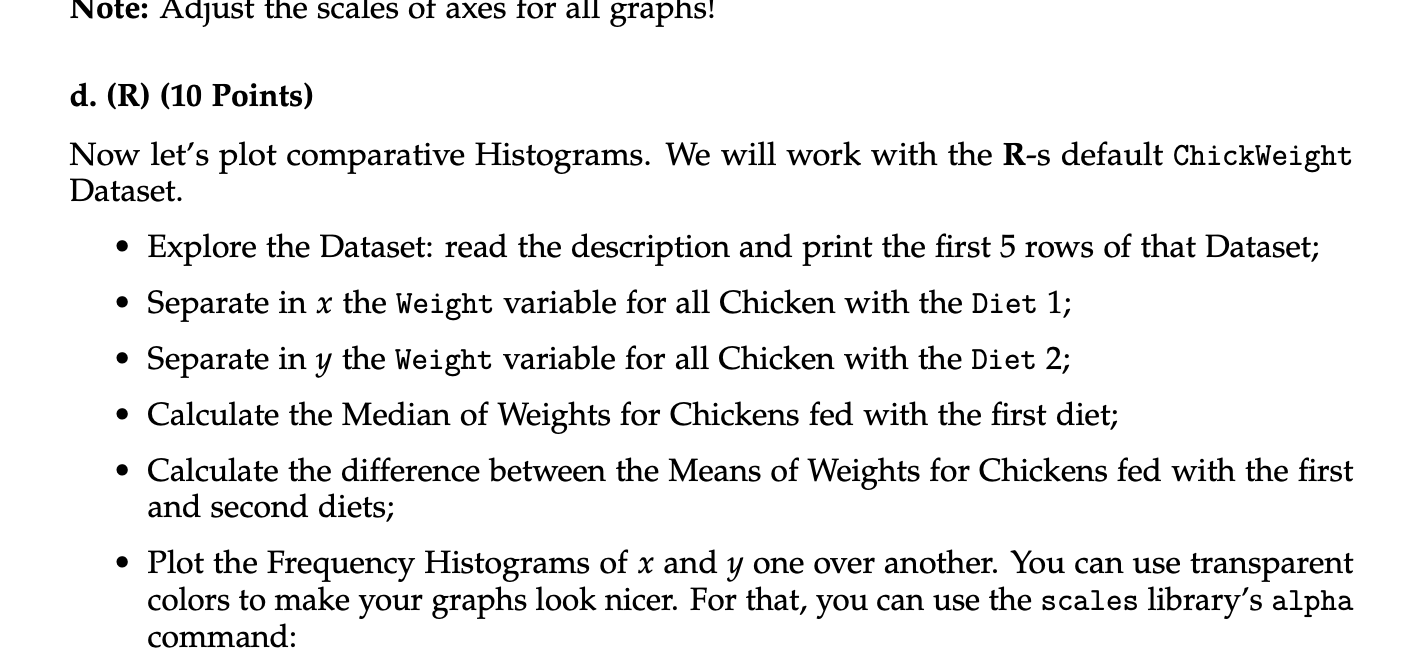 Note: Adjust the scales of axes for all graphs!
d. (R) (10 Points)
Now let's plot comparative Histograms. We will work with the R-s default ChickWeight
Dataset.
• Explore the Dataset: read the description and print the first 5 rows of that Dataset;
• Separate in x the Weight variable for all Chicken with the Diet 1;
• Separate in y the Weight variable for all Chicken with the Diet 2;
• Calculate the Median of Weights for Chickens fed with the first diet;
• Calculate the difference between the Means of Weights for Chickens fed with the first
and second diets;
• Plot the Frequency Histograms of x and y one over another. You can use transparent
colors to make your graphs look nicer. For that, you can use the scales library's alpha
command: